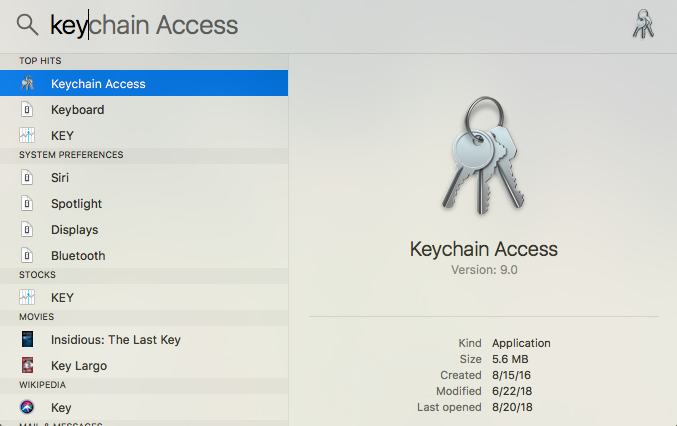 keychain Access
TOP HITS
Keychain Access
Keyboard
KEY
SYSTEM PREFERENCES
Siri
Spotlight
Displays
Bluetooth
STOCKS
KEY
MOVIES
Insidious: The Last Key
Key Largo
WIKIPEDIA
Key
MAIL & MESSAGES
Keychain Access
Version: 9.0
Kind Application
Size 5.6 MB
Created 8/15/16
Modified 6/22/18
Last opened 8/20/18